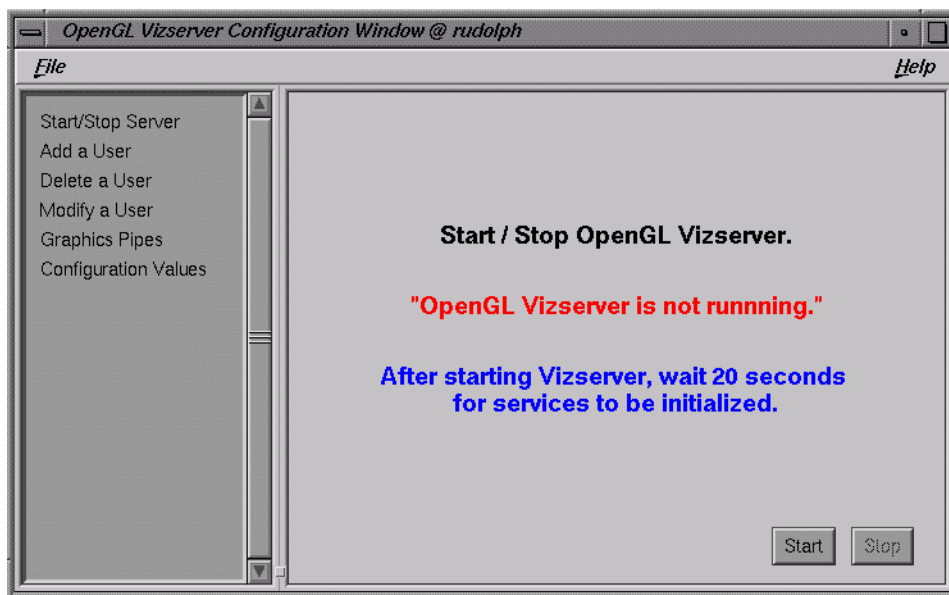 OpenGL Vizserver Configuration Window @ rudolph
File
Help
Start/Stop Server
Add a User
Delete a User
Modify a User
Graphics Pipes
Configuration Values
Start / Stop OpenGL Vizserver.
"OpenGL Vizserver is not runnning."
After starting Vizserver, wait 20 seconds
for services to be initialized.
Start
Stop